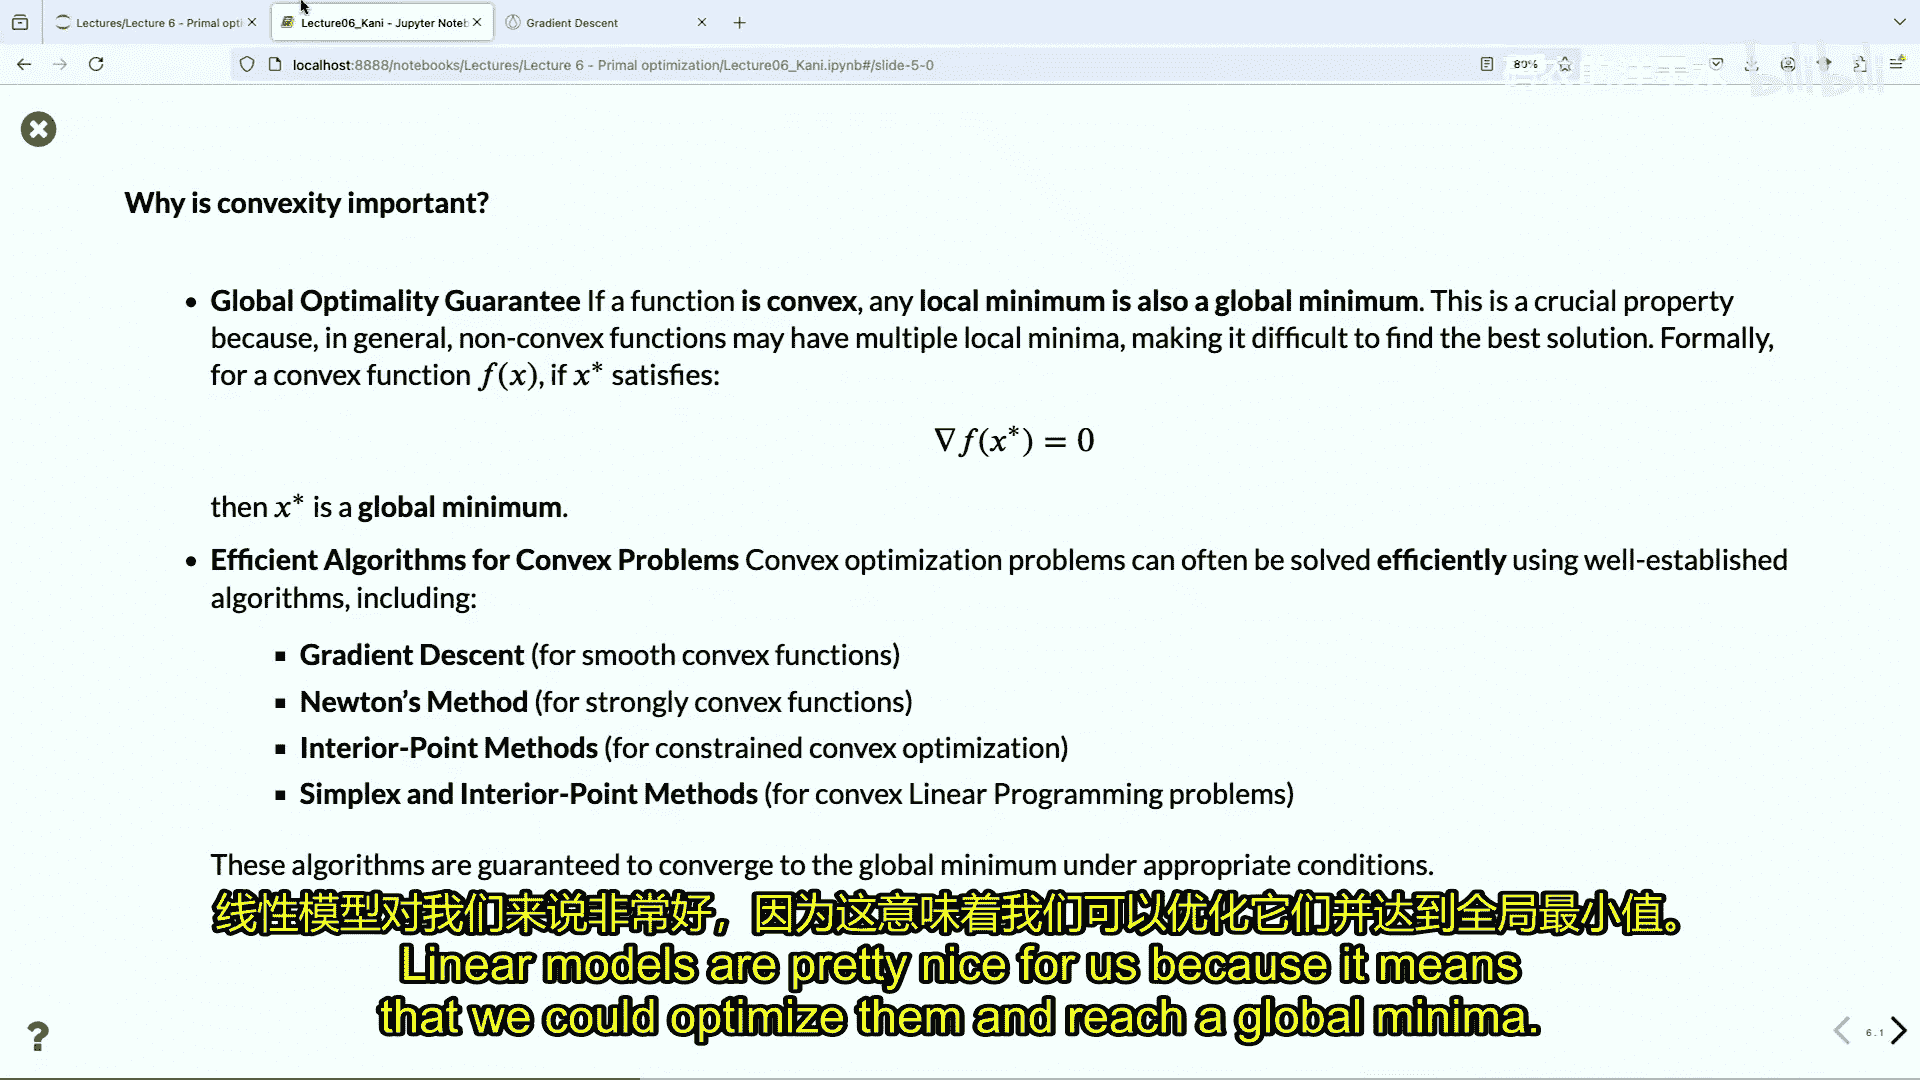 Lectures/Lecture 6 - Primal opti
Lecture06_Kani - Jupyter Noteb
Gradient Descent
localhost:8888/notebooks/Lectures/Lecture 6 - Primal optimization/Lecture06_Kani.ipynb#/slide-5-0
80%
bilibili
Why is convexity important?
• Global Optimality Guarantee If a function is convex, any local minimum is also a global minimum. This is a crucial property
because, in general, non-convex functions may have multiple local minima, making it difficult to find the best solution. Formally,
for a convex function f(x), if x* satisfies:
∇f(x*) = 0
then x* is a global minimum.
• Efficient Algorithms for Convex Problems Convex optimization problems can often be solved efficiently using well-established
algorithms, including:
▪ Gradient Descent (for smooth convex functions)
▪ Newton’s Method (for strongly convex functions)
▪ Interior-Point Methods (for constrained convex optimization)
▪ Simplex and Interior-Point Methods (for convex Linear Programming problems)
These algorithms are guaranteed to converge to the global minimum under appropriate conditions.
线性模型对我们来说非常好，因为这意味着我们可以优化它们并达到全局最小值。
Linear models are pretty nice for us because it means
that we could optimize them and reach a global minima.
?
6.1